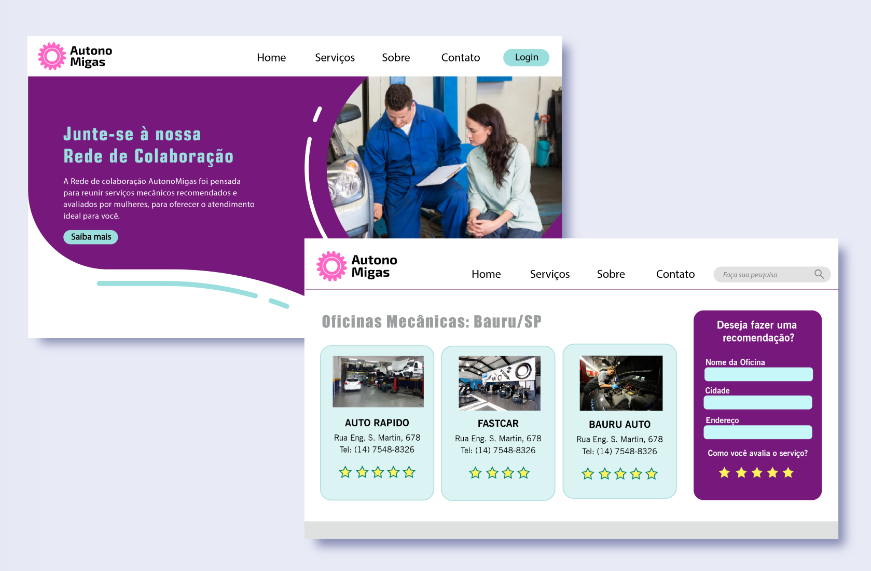 Autono
Migas
Home
Serviços
Sobre
Contato
Login
Junte-se à nossa
Rede de Colaboração
A Rede de colaboração AutonoMigas foi pensada
para reunir serviços mecânicos recomendados e
avaliados por mulheres, para oferecer o atendimento
ideal para você.
Saiba mais
Autono
Migas
Home
Serviços
Sobre
Contato
Faça sua pesquisa
Oficinas Mecânicas: Bauru/SP
AUTO RAPIDO
Rua Eng. S. Martin, 678
Tel: (14) 7548-8326
FASTCAR
Rua Eng. S. Martin, 678
Tel: (14) 7548-8326
BAURU AUTO
Rua Eng. S. Martin, 678
Tel: (14) 7548-8326
Deseja fazer uma
recomendação?
Nome da Oficina
Cidade
Endereço
Como você avalia o serviço?